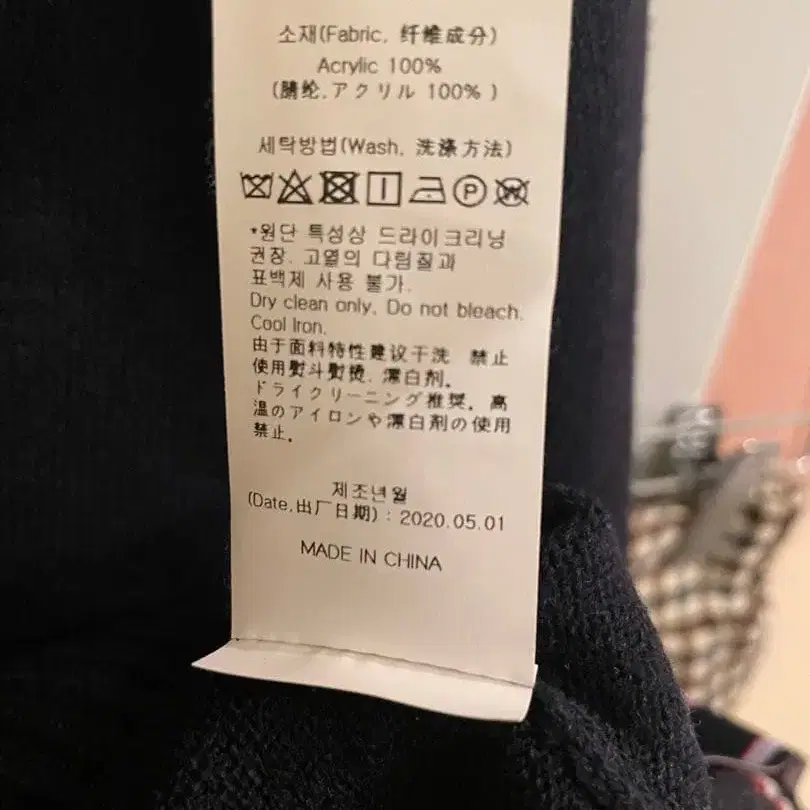 소재(Fabric, 纤维成分)
Acrylic 100%
(腈纶,アクリル 100% )
세탁방법(Wash, 洗涤方法)
P W
*원단 특성상 드라이크리닝
권장. 고열의 다림질과
표백제 사용 불가.
Dry clean only, Do not bleach.
Cool Iron.
由于面料特性建议干洗 禁止
使用熨斗熨烫, 漂白剂。
ドライクリーニング推奨。高
温のアイロンや漂白剤の使用
禁止。
제조년월
(Date,出厂日期) : 2020.05.01
MADE IN CHINA